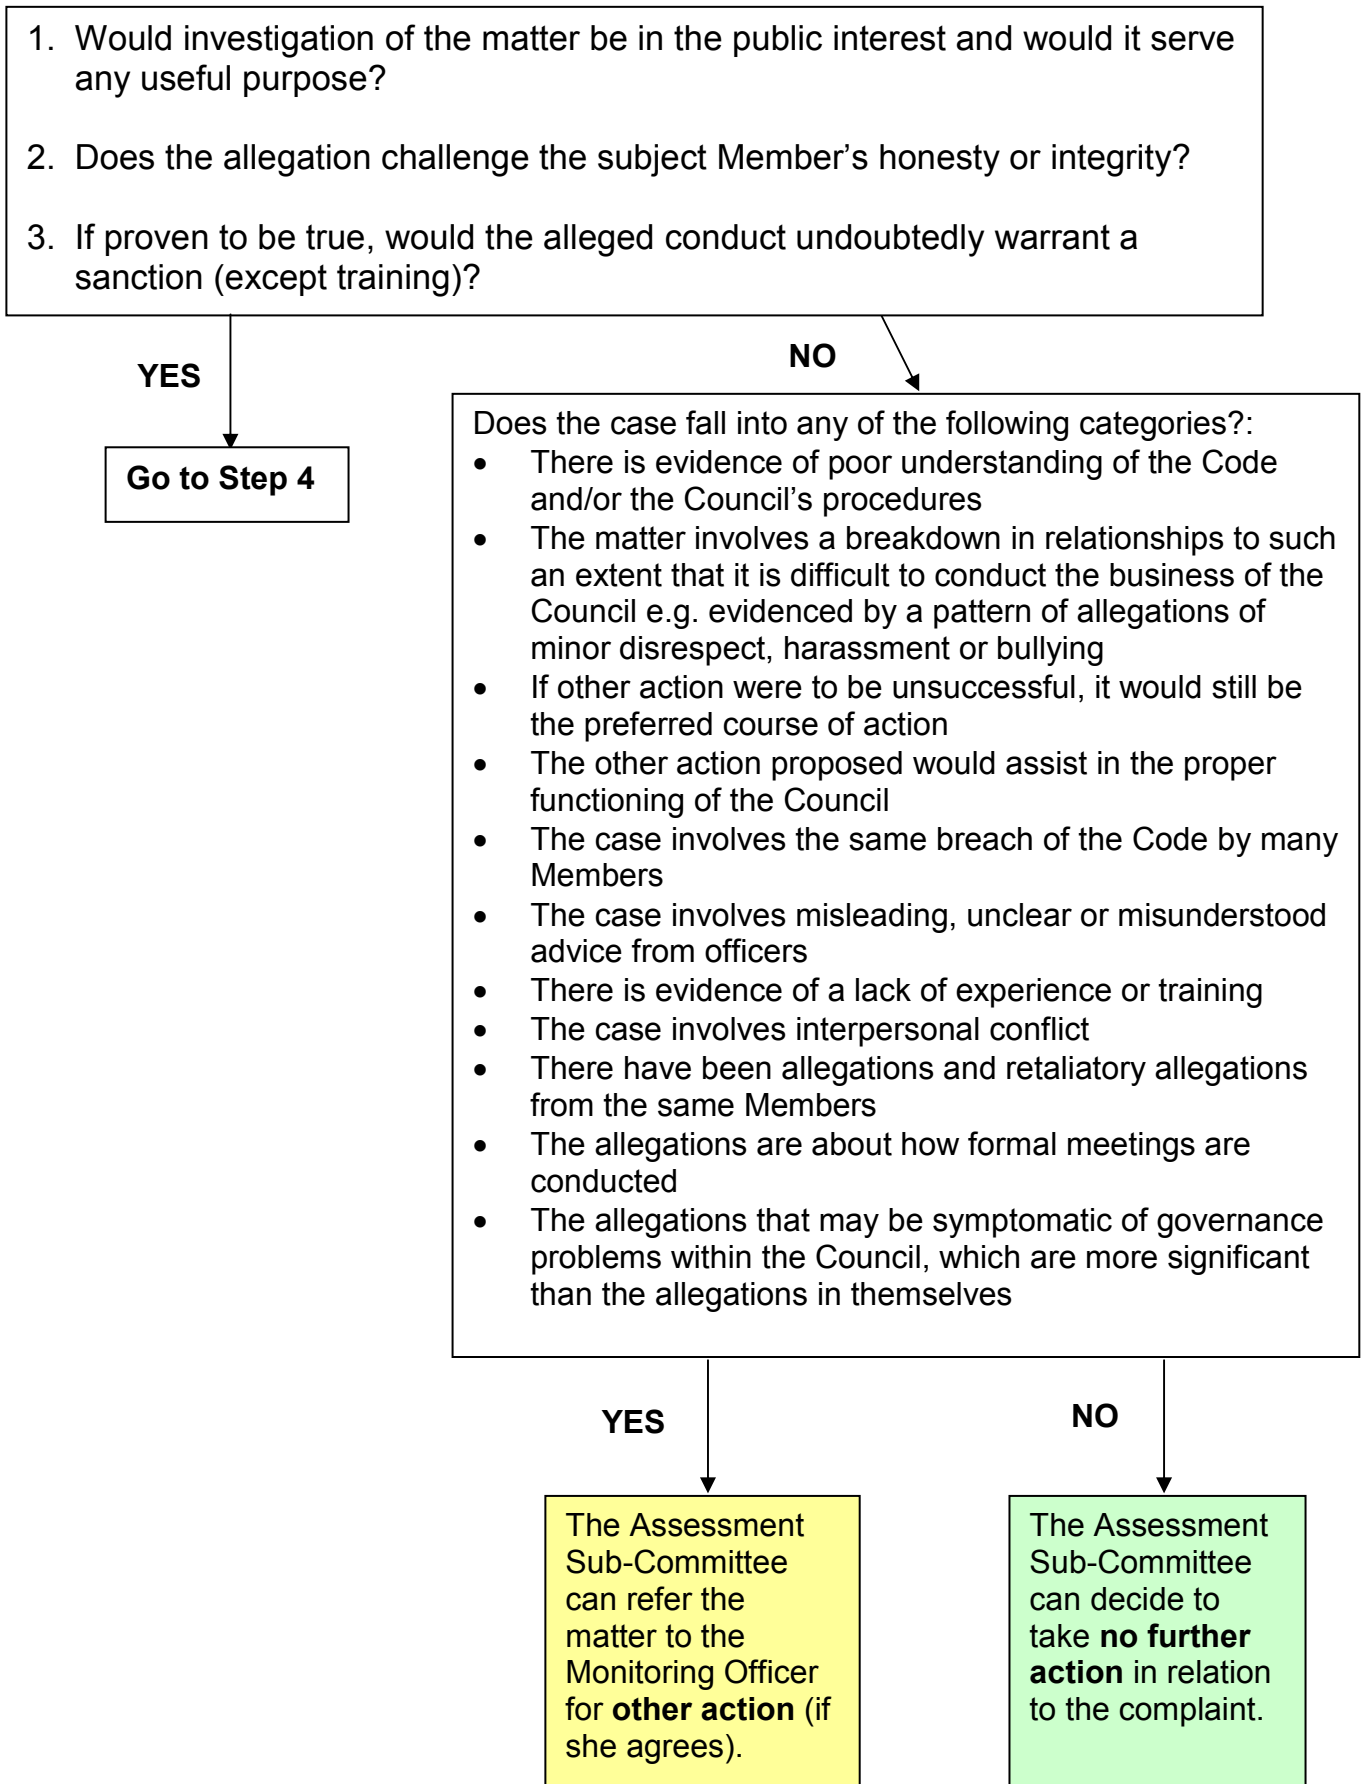 1. Would investigation of the matter be in the public interest and would it serve
any useful purpose?
2. Does the allegation challenge the subject Member’s honesty or integrity?
3. If proven to be true, would the alleged conduct undoubtedly warrant a
sanction (except training)?
YES
NO
Go to Step 4
Does the case fall into any of the following categories?:
• There is evidence of poor understanding of the Code
and/or the Council’s procedures
• The matter involves a breakdown in relationships to such
an extent that it is difficult to conduct the business of the
Council e.g. evidenced by a pattern of allegations of
minor disrespect, harassment or bullying
• If other action were to be unsuccessful, it would still be
the preferred course of action
• The other action proposed would assist in the proper
functioning of the Council
• The case involves the same breach of the Code by many
Members
• The case involves misleading, unclear or misunderstood
advice from officers
• There is evidence of a lack of experience or training
• The case involves interpersonal conflict
• There have been allegations and retaliatory allegations
from the same Members
• The allegations are about how formal meetings are
conducted
• The allegations that may be symptomatic of governance
problems within the Council, which are more significant
than the allegations in themselves
YES
NO
The Assessment
Sub-Committee
can refer the
matter to the
Monitoring Officer
for other action (if
she agrees).
The Assessment
Sub-Committee
can decide to
take no further
action in relation
to the complaint.